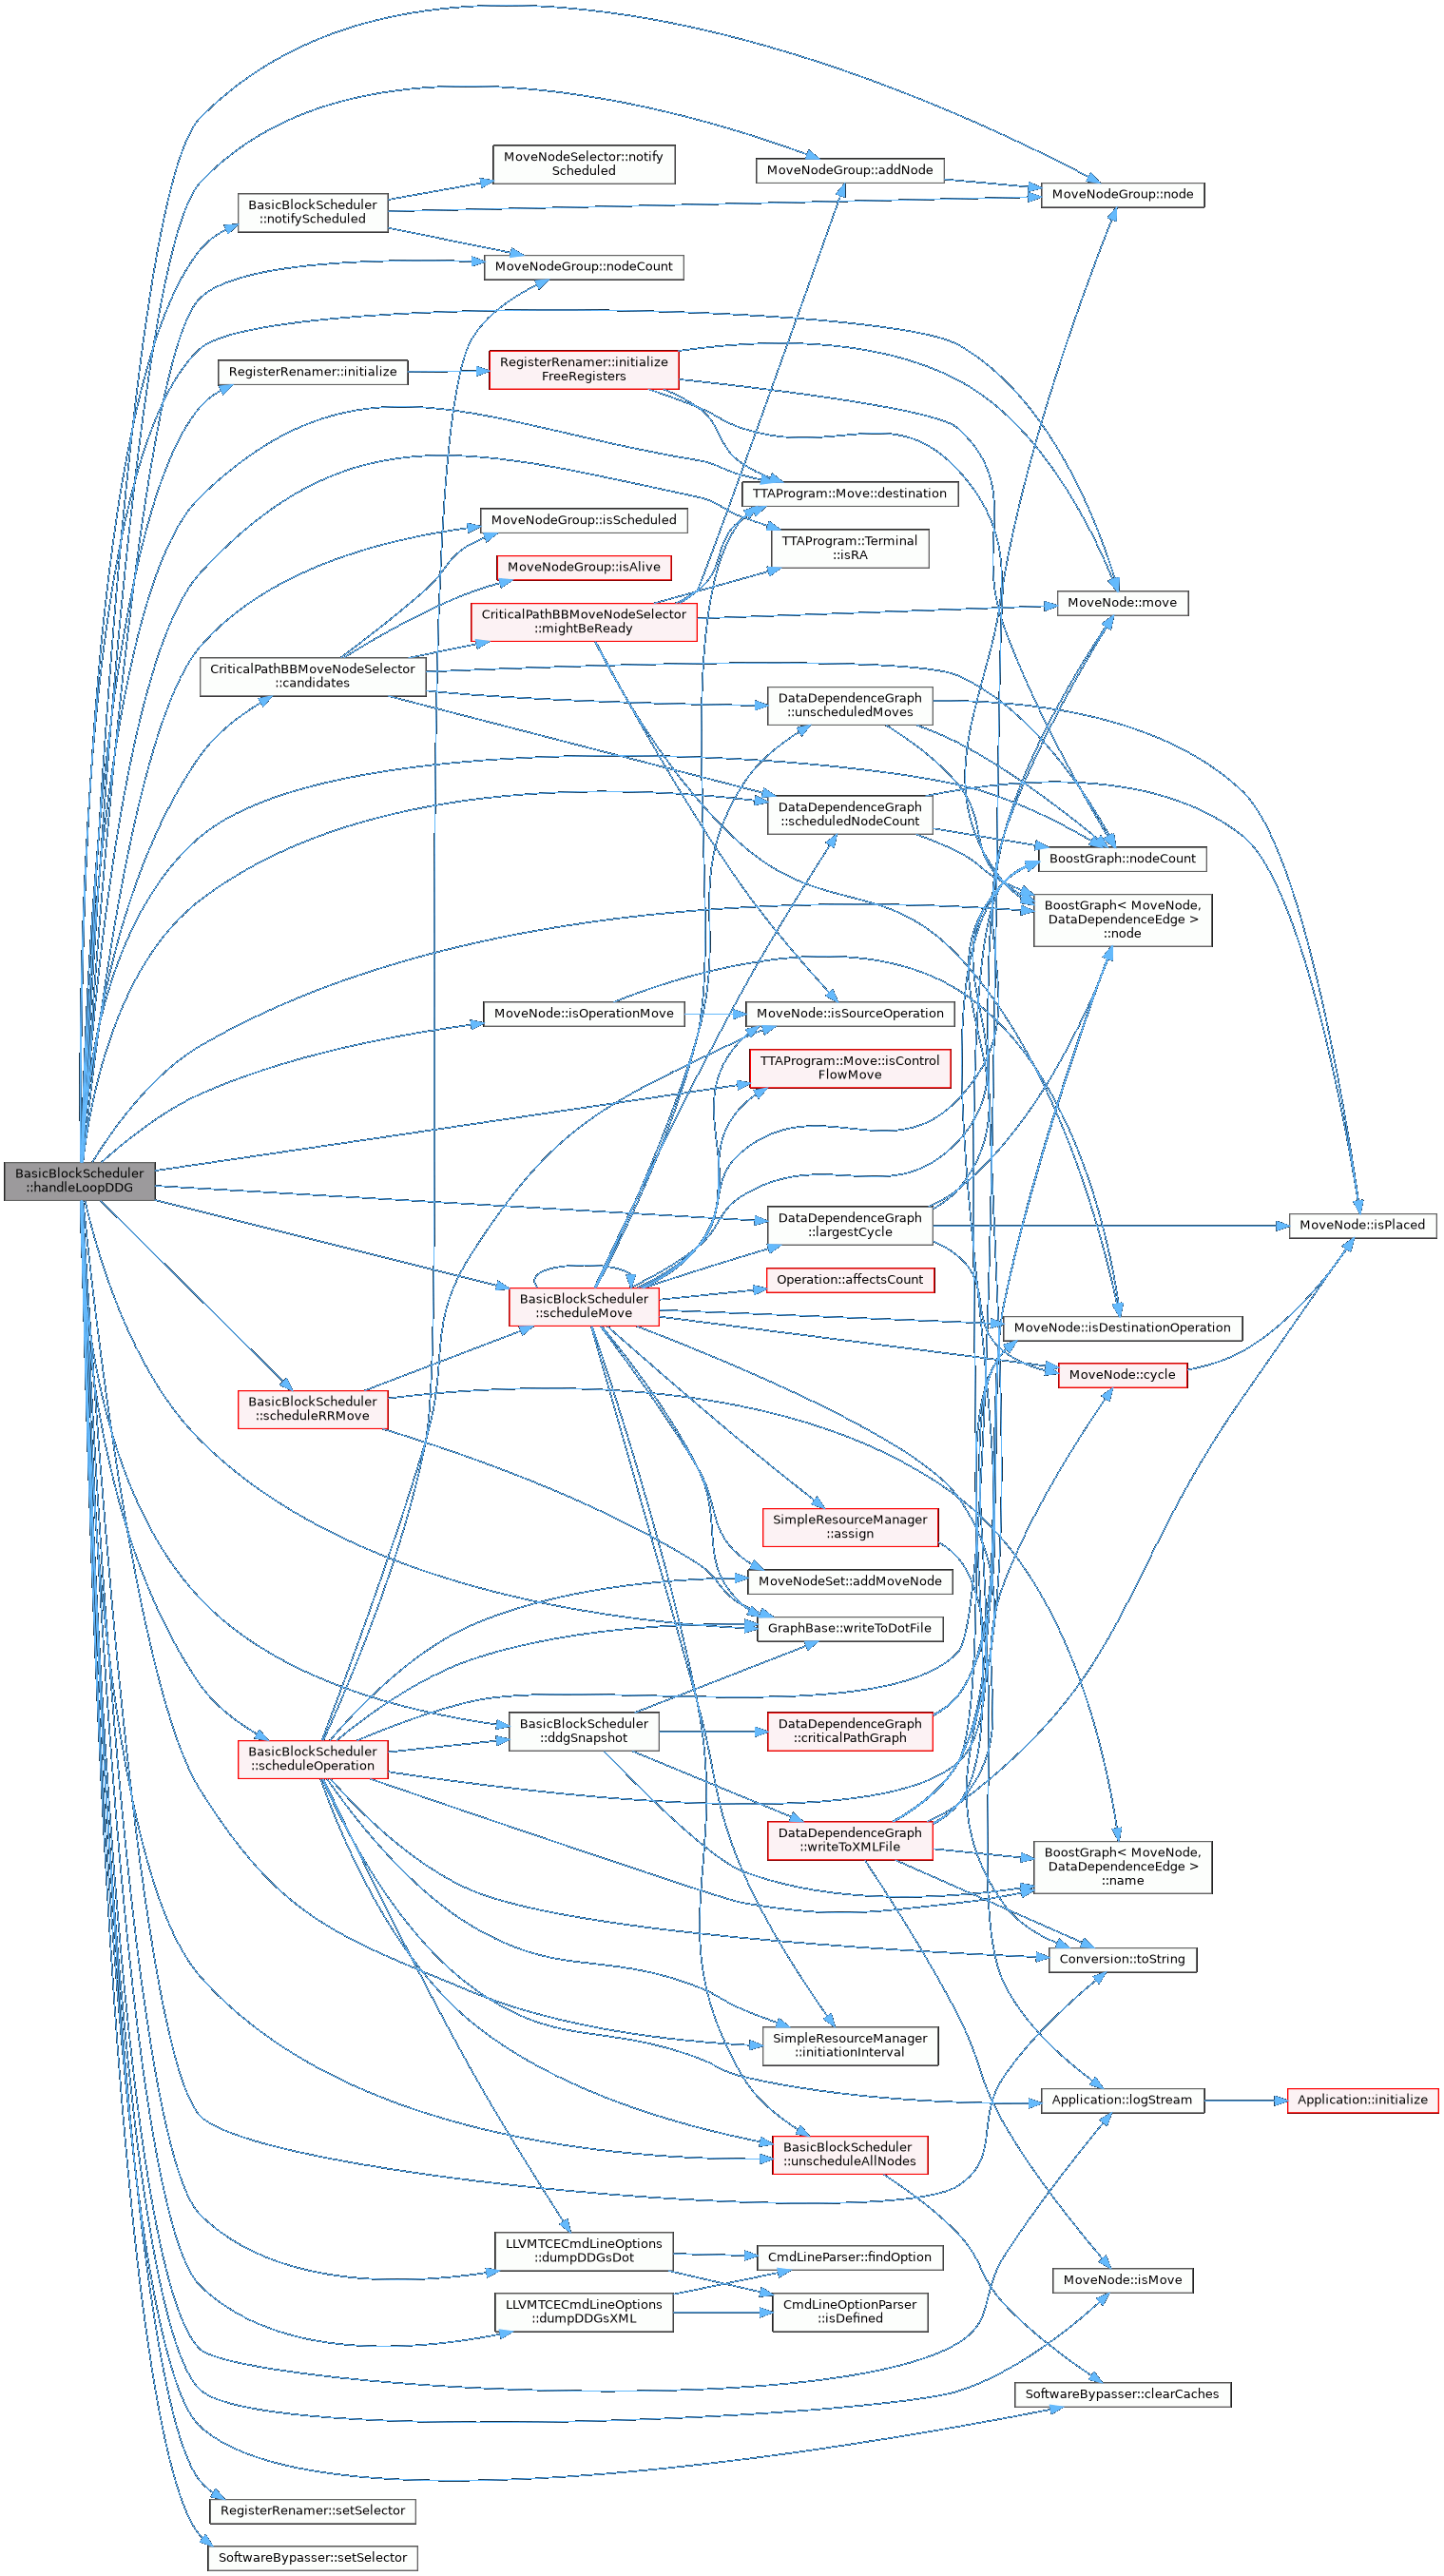 MoveNodeSelector::notify
Scheduled
MoveNodeGroup::addNode
MoveNodeGroup::node
BasicBlockScheduler
::notifyScheduled
MoveNodeGroup::nodeCount
RegisterRenamer::initialize
RegisterRenamer::initialize
FreeRegisters
TTAProgram::Move::destination
MoveNodeGroup::isScheduled
TTAProgram::Terminal
::isRA
MoveNodeGroup::isAlive
MoveNode::move
CriticalPathBBMoveNodeSelector
::mightBeReady
CriticalPathBBMoveNodeSelector
::candidates
DataDependenceGraph
::unscheduledMoves
DataDependenceGraph
::scheduledNodeCount
BoostGraph::nodeCount
BoostGraph< MoveNode,
DataDependenceEdge >
::node
MoveNode::isOperationMove
MoveNode::isSourceOperation
TTAProgram::Move::isControl
FlowMove
BasicBlockScheduler
::handleLoopDDG
DataDependenceGraph
::largestCycle
MoveNode::isPlaced
Operation::affectsCount
BasicBlockScheduler
::scheduleMove
MoveNode::isDestinationOperation
MoveNode::cycle
BasicBlockScheduler
::scheduleRRMove
SimpleResourceManager
::assign
MoveNodeSet::addMoveNode
GraphBase::writeToDotFile
BasicBlockScheduler
::ddgSnapshot
DataDependenceGraph
::criticalPathGraph
BasicBlockScheduler
::scheduleOperation
DataDependenceGraph
::writeToXMLFile
BoostGraph< MoveNode,
DataDependenceEdge >
::name
Conversion::toString
SimpleResourceManager
::initiationInterval
Application::logStream
Application::initialize
BasicBlockScheduler
::unscheduleAllNodes
LLVMTCECmdLineOptions
::dumpDDGsDot
CmdLineParser::findOption
MoveNode::isMove
LLVMTCECmdLineOptions
::dumpDDGsXML
CmdLineOptionParser
::isDefined
SoftwareBypasser::clearCaches
RegisterRenamer::setSelector
SoftwareBypasser::setSelector